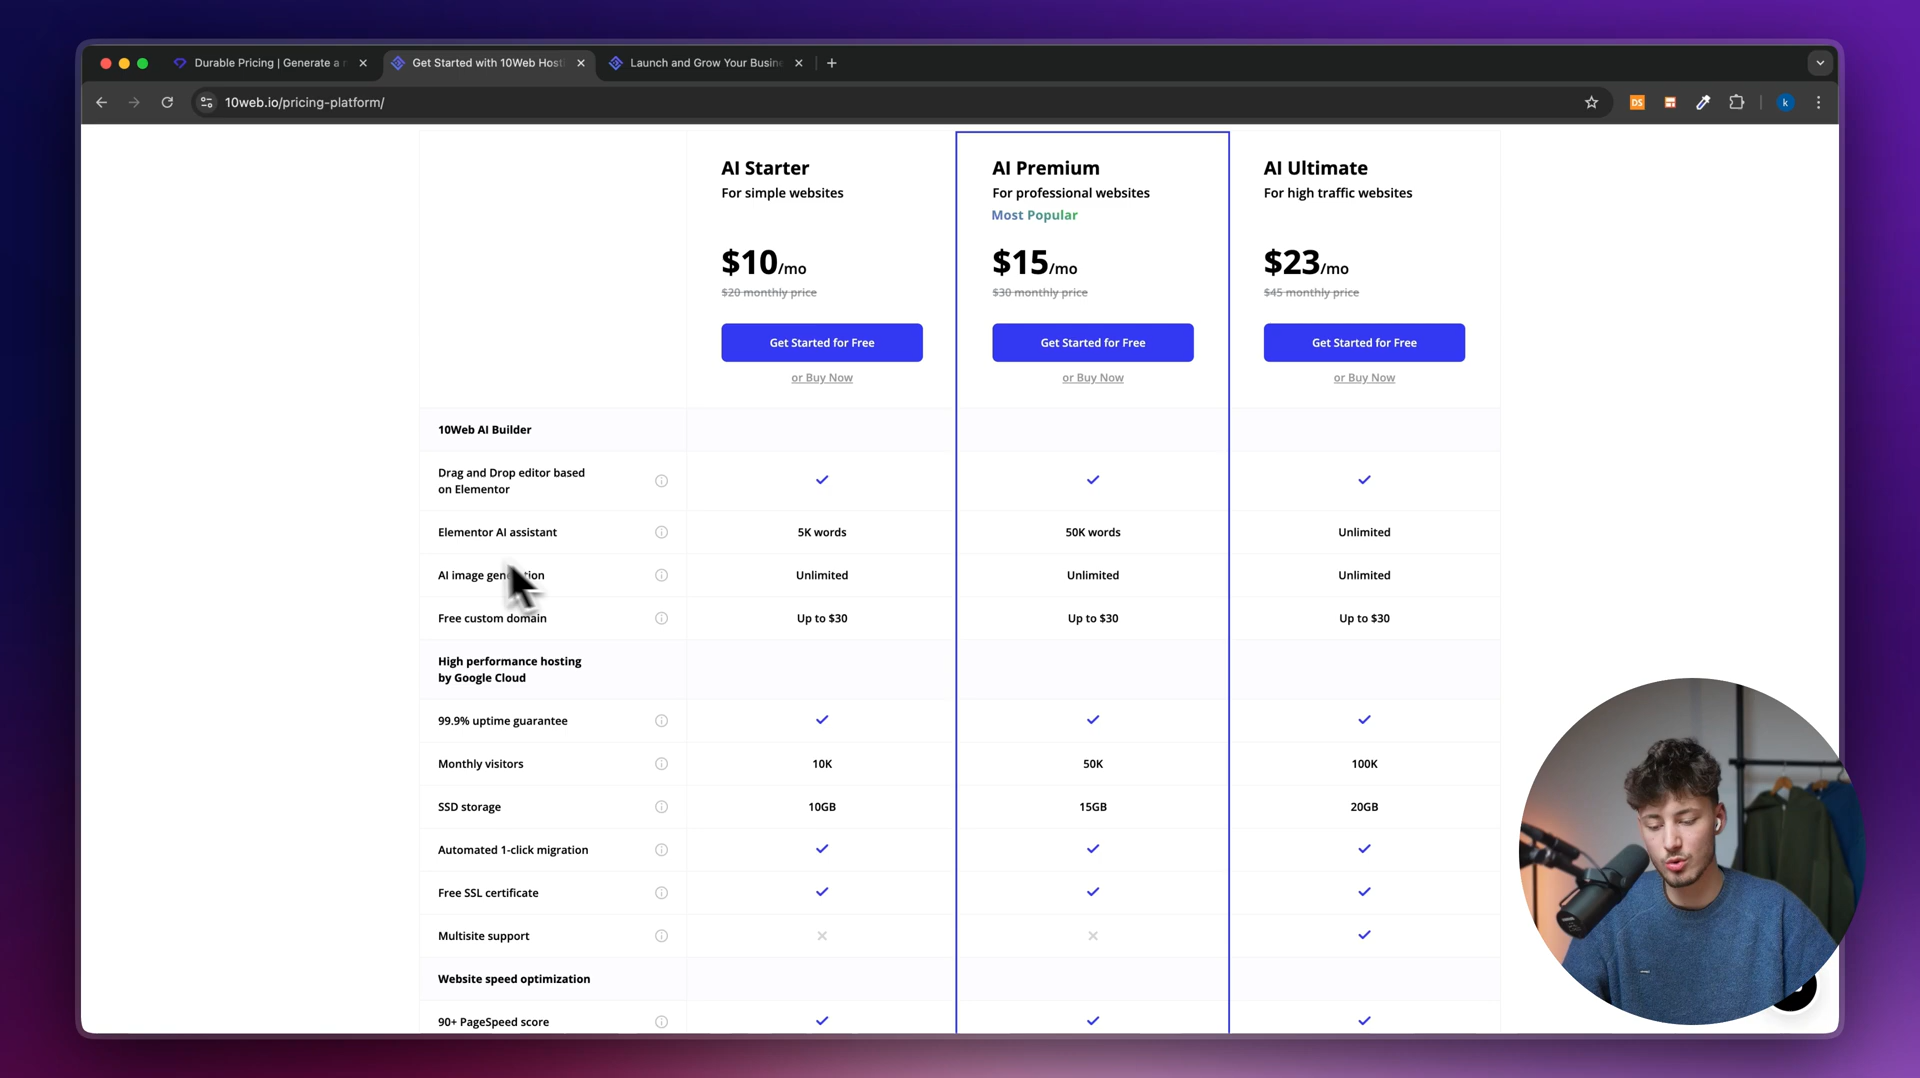 Durable Pricing | Generate a
Get Started with 10Web Host
Launch and Grow Your Busin
10web.io/pricing-platform/
DS
k
AI Starter
For simple websites
$10/mo
$20 monthly price
Get Started for Free
or Buy Now
AI Premium
For professional websites
Most Popular
$15/mo
$30 monthly price
Get Started for Free
or Buy Now
AI Ultimate
For high traffic websites
$23/mo
$45 monthly price
Get Started for Free
or Buy Now
10Web AI Builder
Drag and Drop editor based
on Elementor
Elementor AI assistant
5K words
50K words
Unlimited
AI image
Unlimited
Unlimited
Unlimited
Free custom domain
Up to $30
Up to $30
Up to $30
High performance hosting
by Google Cloud
99.9% uptime guarantee
Monthly visitors
10K
50K
100K
SSD storage
10GB
15GB
20GB
Automated 1-click migration
Free SSL certificate
Multisite support
Website speed optimization
90+ PageSpeed score